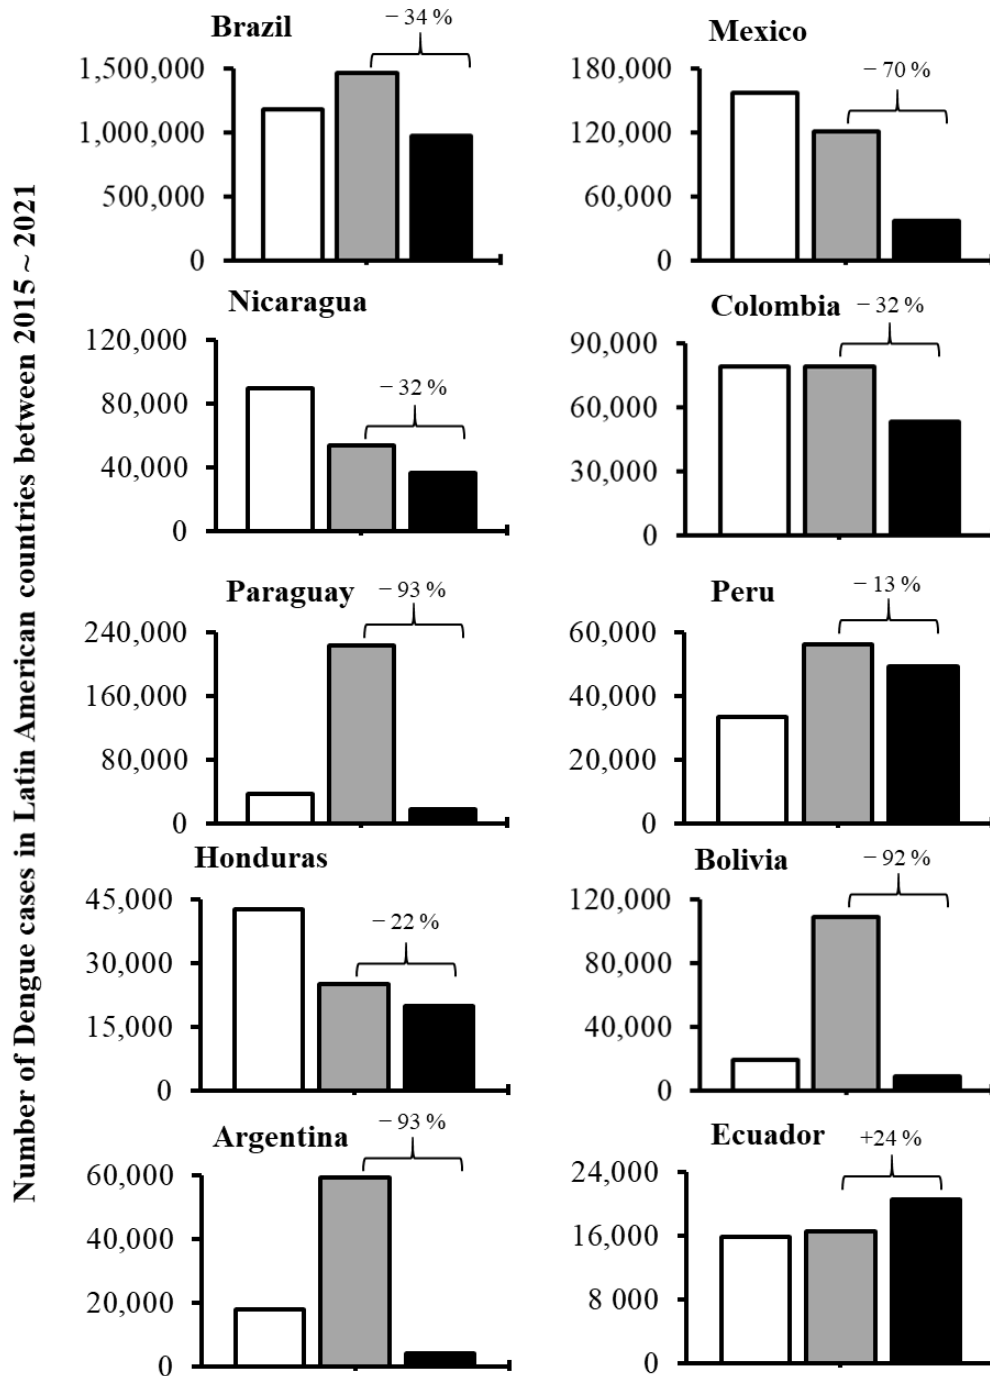 Number of Dengue cases in Latin American countries between 2015 ~ 2021
Brazil
− 34 %
1,500,000
1,000,000
500,000
0
Mexico
− 70 %
180,000
120,000
60,000
0
Nicaragua
− 32 %
120,000
80,000
40,000
0
Colombia
− 32 %
90,000
60,000
30,000
0
Paraguay
− 93 %
240,000
160,000
80,000
0
Peru
− 13 %
60,000
40,000
20,000
0
Honduras
− 22 %
45,000
30,000
15,000
0
Bolivia
− 92 %
120,000
80,000
40,000
0
Argentina
− 93 %
60,000
40,000
20,000
0
Ecuador
+24 %
24,000
16,000
8 000
0